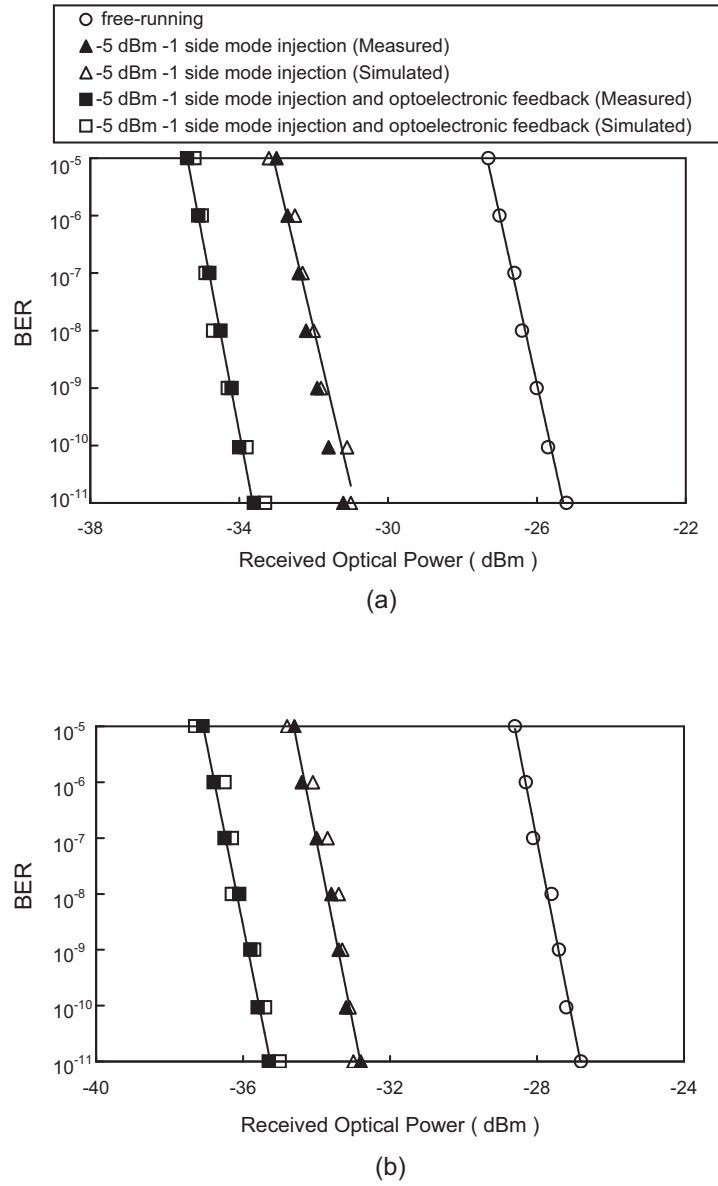 free-running
-5 dBm -1 side mode injection (Measured)
-5 dBm -1 side mode injection (Simulated)
-5 dBm -1 side mode injection and optoelectronic feedback (Measured)
-5 dBm -1 side mode injection and optoelectronic feedback (Simulated)
10⁻⁵
10⁻⁶
10⁻⁷
10⁻⁸
10⁻⁹
10⁻¹⁰
10⁻¹¹
BER
-38 -34 -30 -26 -22
Received Optical Power ( dBm )
(a)
10⁻⁵
10⁻⁶
10⁻⁷
10⁻⁸
10⁻⁹
10⁻¹⁰
10⁻¹¹
BER
-40 -36 -32 -28 -24
Received Optical Power ( dBm )
(b)